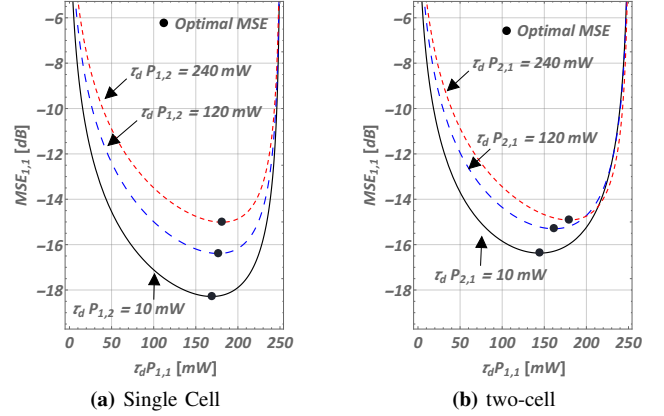 Optimal MSE
τd P1,2 = 240 mW
τd P1,2 = 120 mW
τd P1,2 = 10 mW
MSE1,1 [dB]
−6
−8
−10
−12
−14
−16
−18
0 50 100 150 200 250
τdP1,1 [mW]
(a) Single Cell
Optimal MSE
τd P2,1 = 240 mW
τd P2,1 = 120 mW
τd P2,1 = 10 mW
MSE1,1 [dB]
−6
−8
−10
−12
−14
−16
−18
0 50 100 150 200 250
τdP1,1 [mW]
(b) two-cell